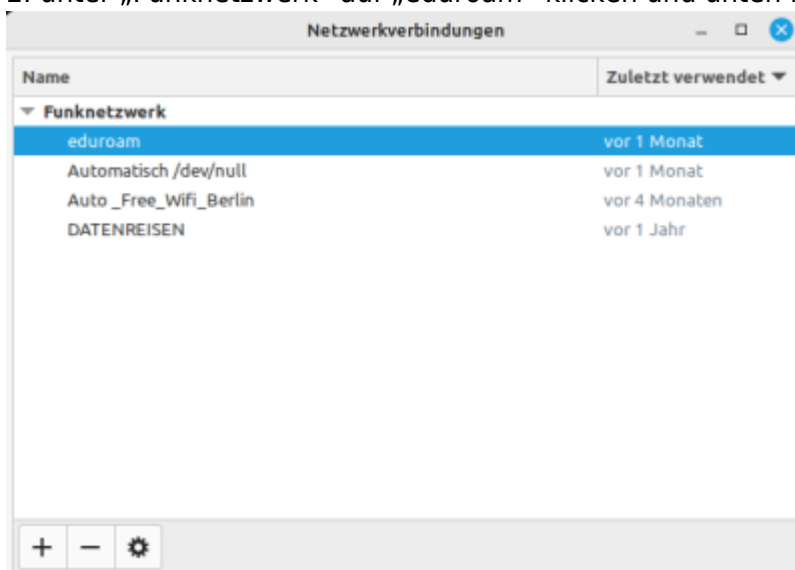 Netzwerkverbindungen
Name Zuletzt verwendet
Funknetzwerk
eduroam vor 1 Monat
Automatisch /dev/null vor 1 Monat
Auto _Free_Wifi_Berlin vor 4 Monaten
DATENREISEN vor 1 Jahr